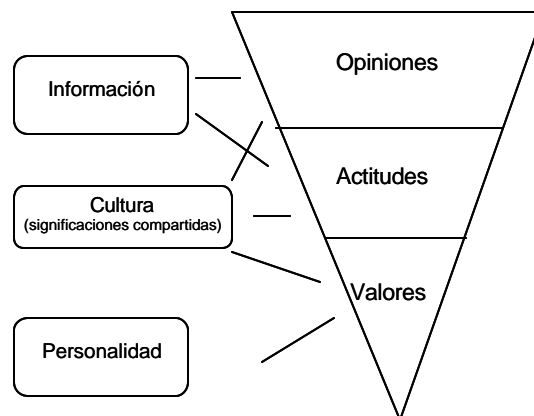 Opiniones
Información
Actitudes
Cultura
(significaciones compartidas)
Valores
Personalidad